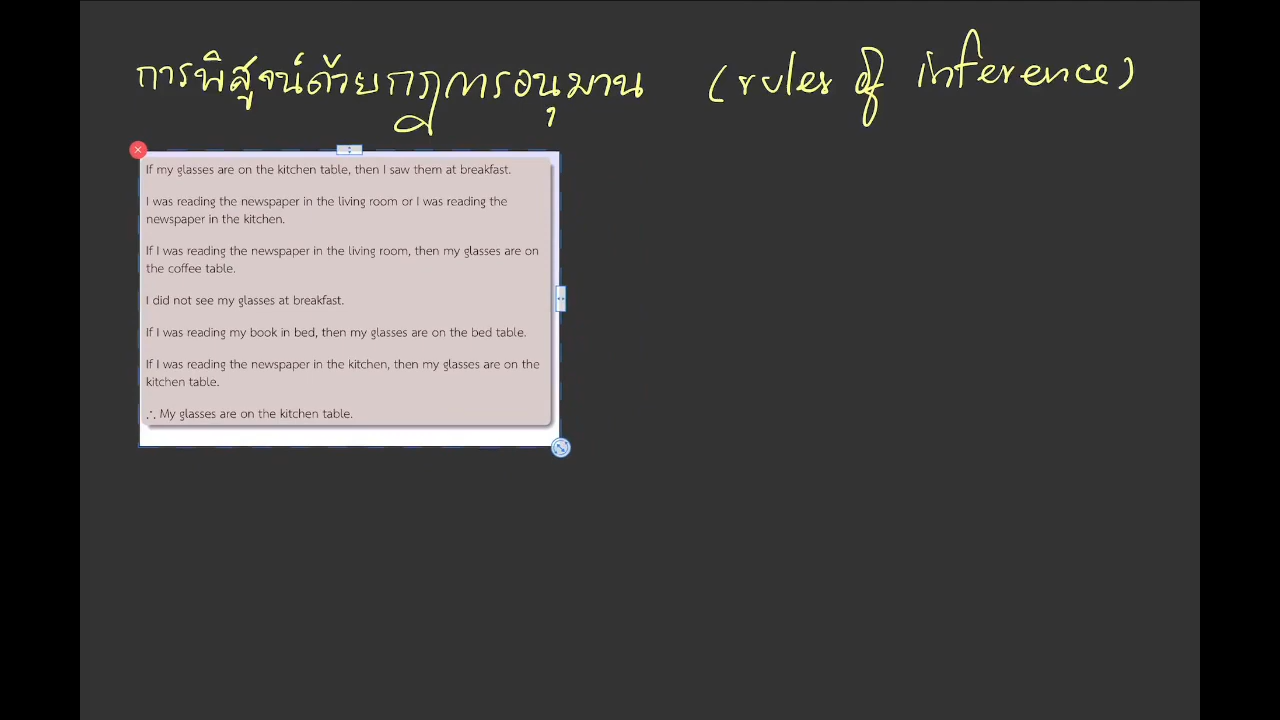 การพิสูจน์ด้วยกฎการอนุมาน (rules of inference)
If my glasses are on the kitchen table, then I saw them at breakfast.
I was reading the newspaper in the living room or I was reading the
newspaper in the kitchen.
If I was reading the newspaper in the living room, then my glasses are on
the coffee table.
I did not see my glasses at breakfast.
If I was reading my book in bed, then my glasses are on the bed table.
If I was reading the newspaper in the kitchen, then my glasses are on the
kitchen table.
∴ My glasses are on the kitchen table.